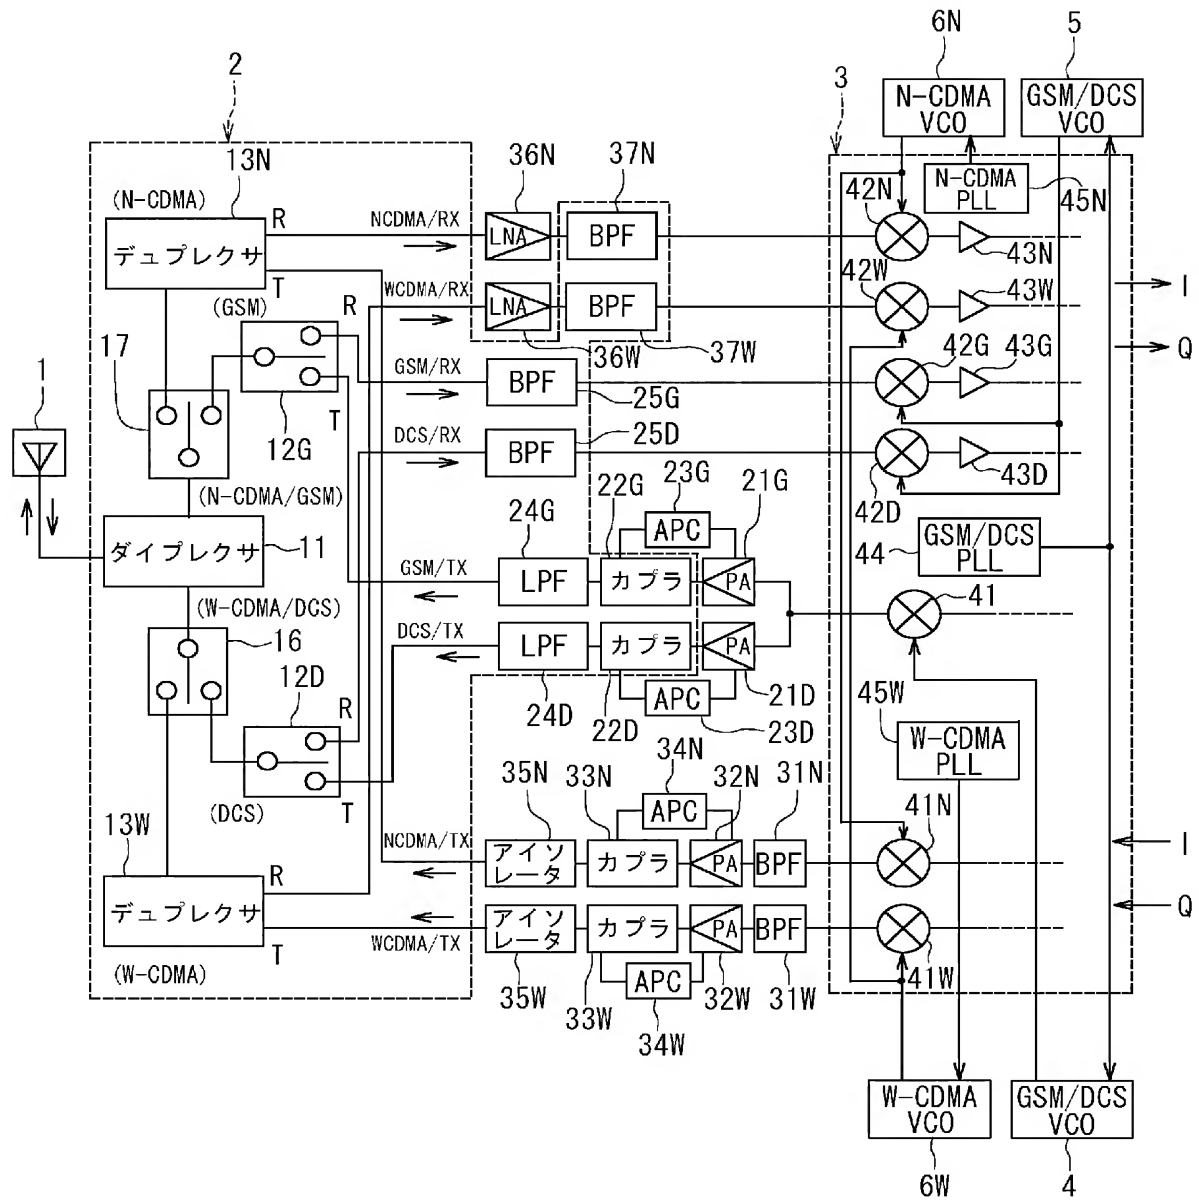 6N
5
2
3
N-CDMA
VCO
GSM/DCS
VCO
13N
36N
37N
42N
N-CDMA
PLL
45N
(N-CDMA)
R
NCDMA/RX
LNA
BPF
デュプレクサ
43N
T
42W
(GSM)
R
WCDMA/RX
LNA
BPF
43W
I
17
36W
37W
42G
43G
Q
1
GSM/RX
BPF
25G
T
12G
DCS/RX
BPF
25D
43D
42D
(N-CDMA/GSM)
24G
22G
23G
21G
APC
44
GSM/DCS
PLL
ダイプレクサ
11
GSM/TX
LPF
カプラ
PA
41
(W-CDMA/DCS)
16
DCS/TX
LPF
カプラ
PA
12D
R
24D
22D
APC
23D
21D
45W
W-CDMA
PLL
(DCS)
T
35N
33N
34N
32N
31N
APC
41N
13W
NCDMA/TX
アイソ
レータ
カプラ
PA
BPF
I
R
デュプレクサ
アイソ
レータ
カプラ
PA
BPF
Q
T
WCDMA/TX
(W-CDMA)
35W
33W
APC
34W
32W
31W
41W
W-CDMA
VCO
GSM/DCS
VCO
6W
4